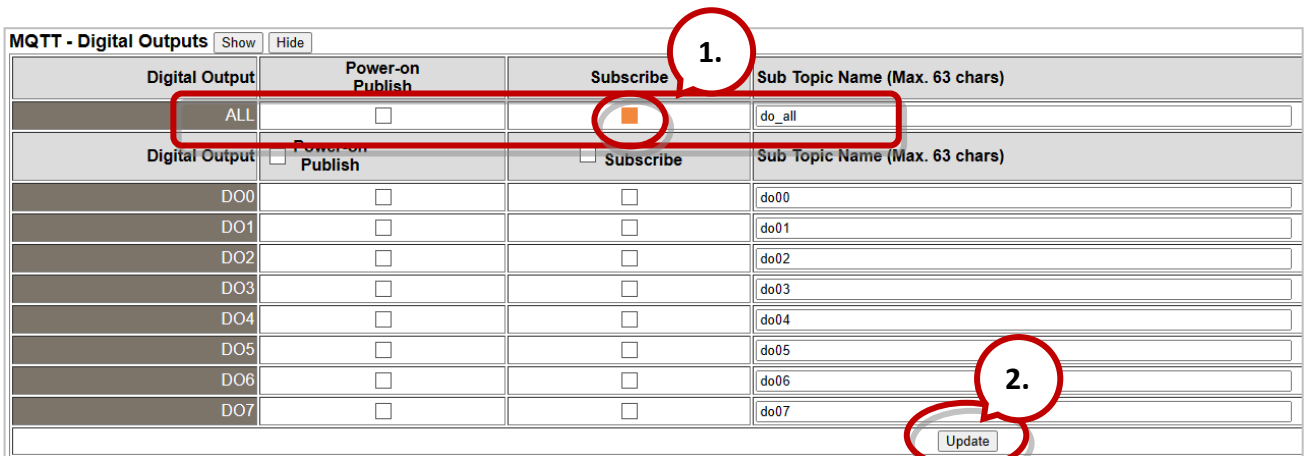 MQTT - Digital Outputs Show Hide
1.
Digital Output Power-on Publish Subscribe Sub Topic Name (Max. 63 chars)
ALL do_all
Digital Output Power-on Publish Subscribe Sub Topic Name (Max. 63 chars)
DO0 do00
DO1 do01
DO2 do02
DO3 do03
DO4 do04
DO5 do05
DO6 do06
2.
DO7 do07
Update